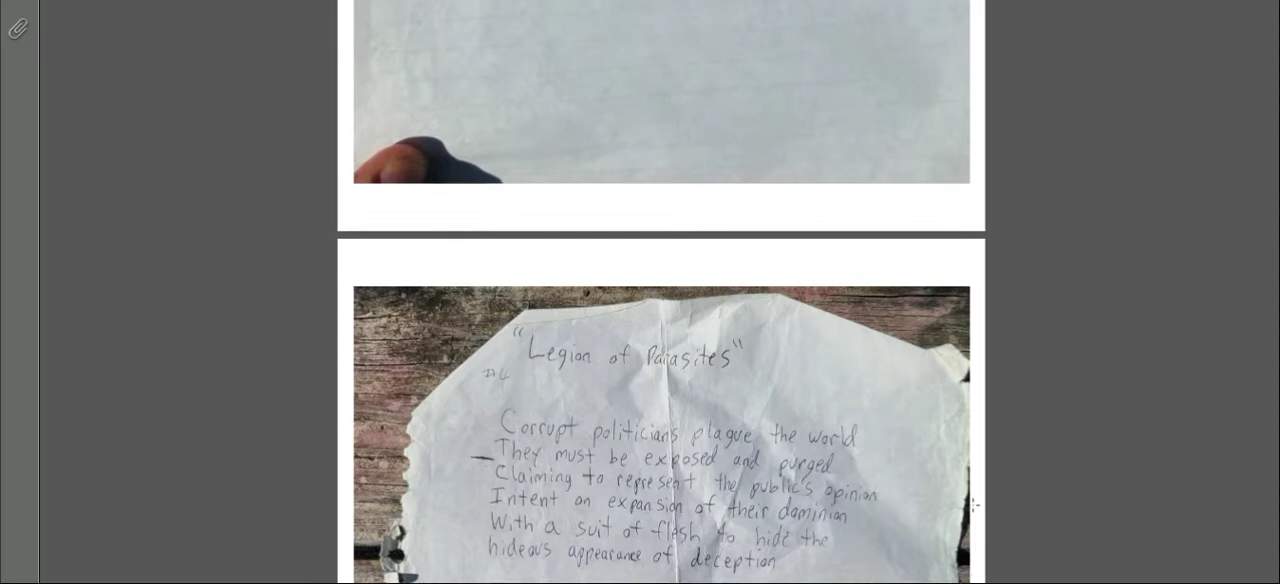 "Legion of Parasites"
#4
Corrupt politicians plague the world
They must be exposed and purged
Claiming to represent the public's opinion
Intent on expansion of their dominion
With a suit of flesh to hide the
hideous appearance of deception